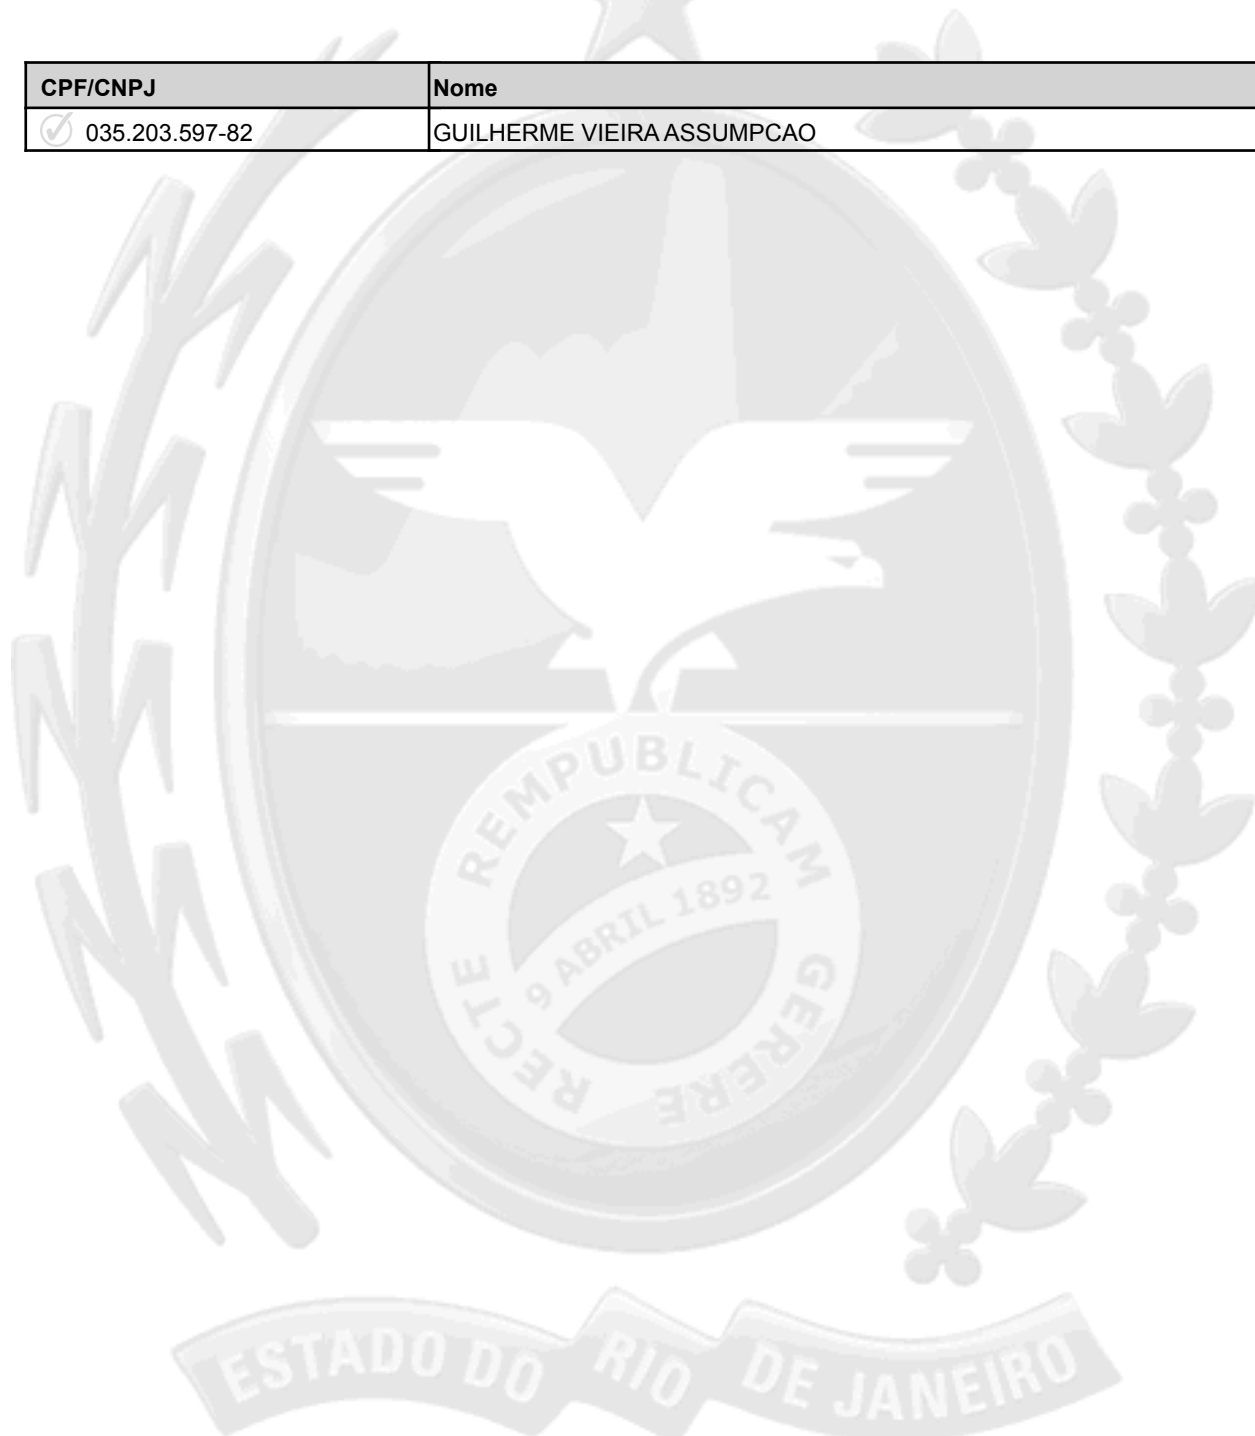 CPF/CNPJ Nome
035.203.597-82 GUILHERME VIEIRA ASSUMPCAO
REMPUBLICAM
9 ABRIL 1892
RECTE GERERE
ESTADO DO RIO DE JANEIRO